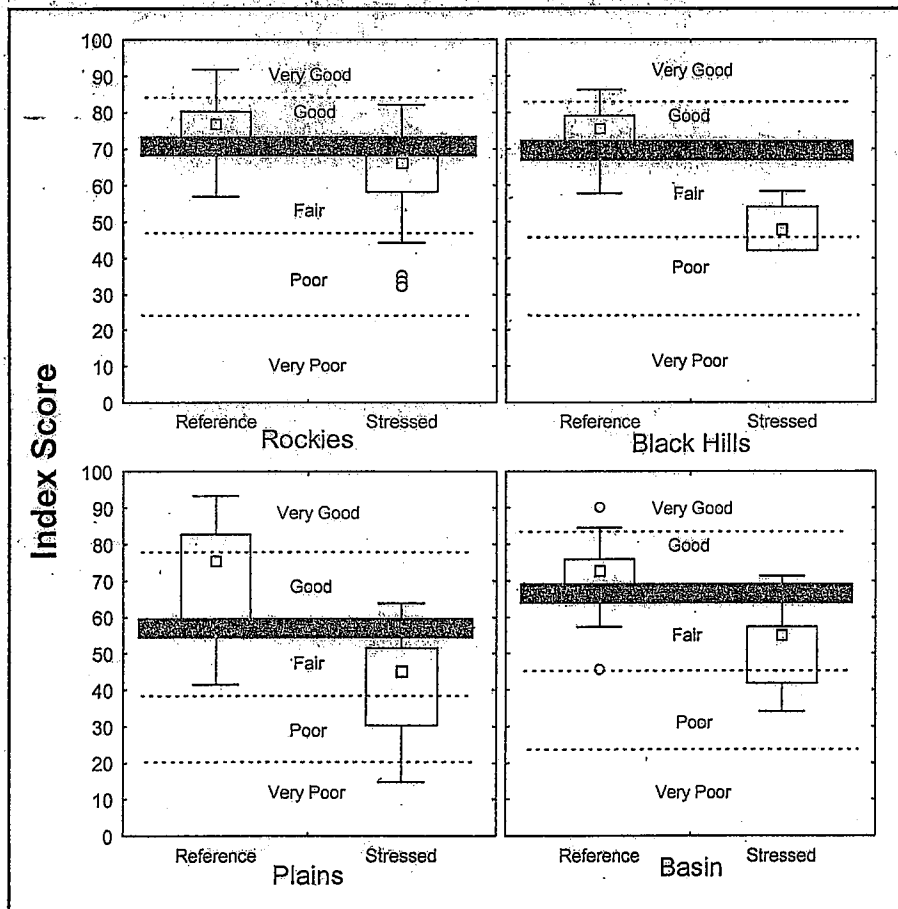 Index Score
100
90
80
70
60
50
40
30
20
10
0
Very Good
Good
Fair
Poor
Very Poor
Reference Stressed
Rockies
Very Good
Good
Fair
Poor
Very Poor
Reference Stressed
Black Hills
100
90
80
70
60
50
40
30
20
10
0
Very Good
Good
Fair
Poor
Very Poor
Reference Stressed
Plains
Very Good
Good
Fair
Poor
Very Poor
Reference Stressed
Basin